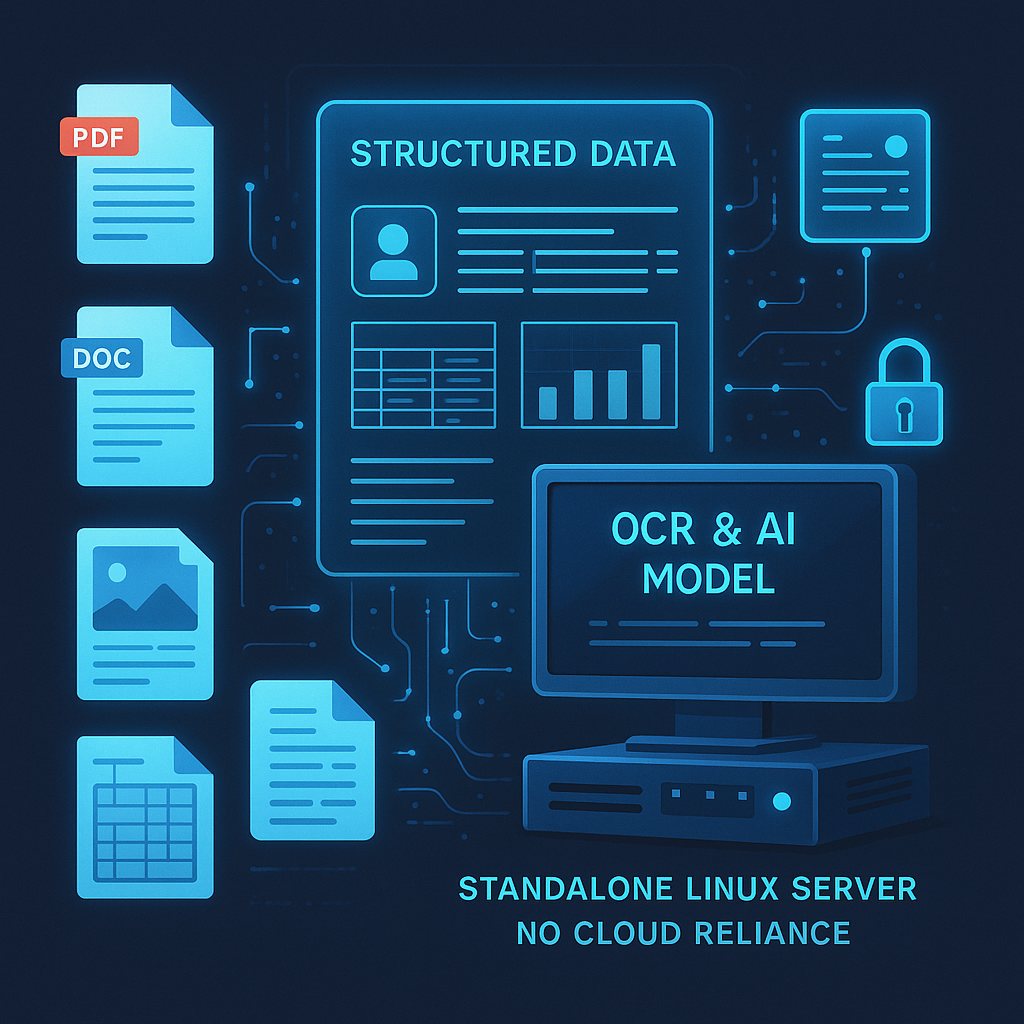 PDF
DOC
STRUCTURED DATA
OCR & AI
MODEL
STANDALONE LINUX SERVER
NO CLOUD RELIANCE